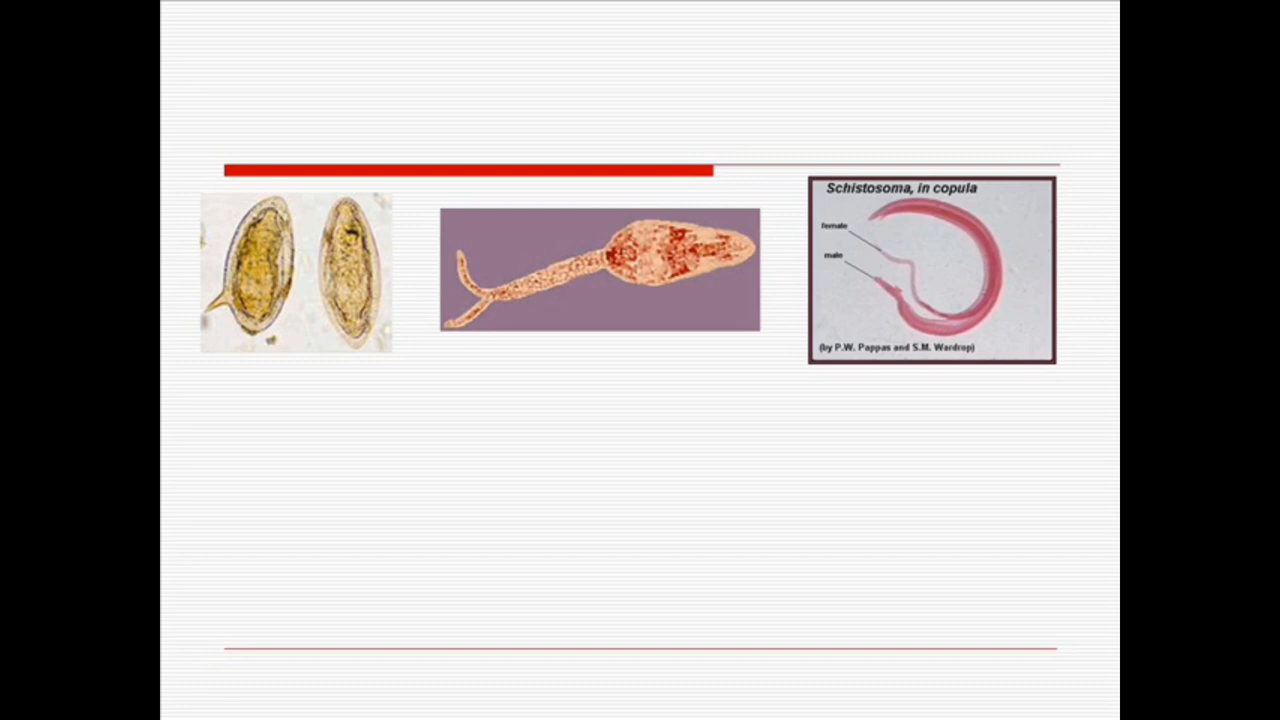 Schistosoma, in copula
female
male
(by P.W. Pappas and S.M. Wardrop)